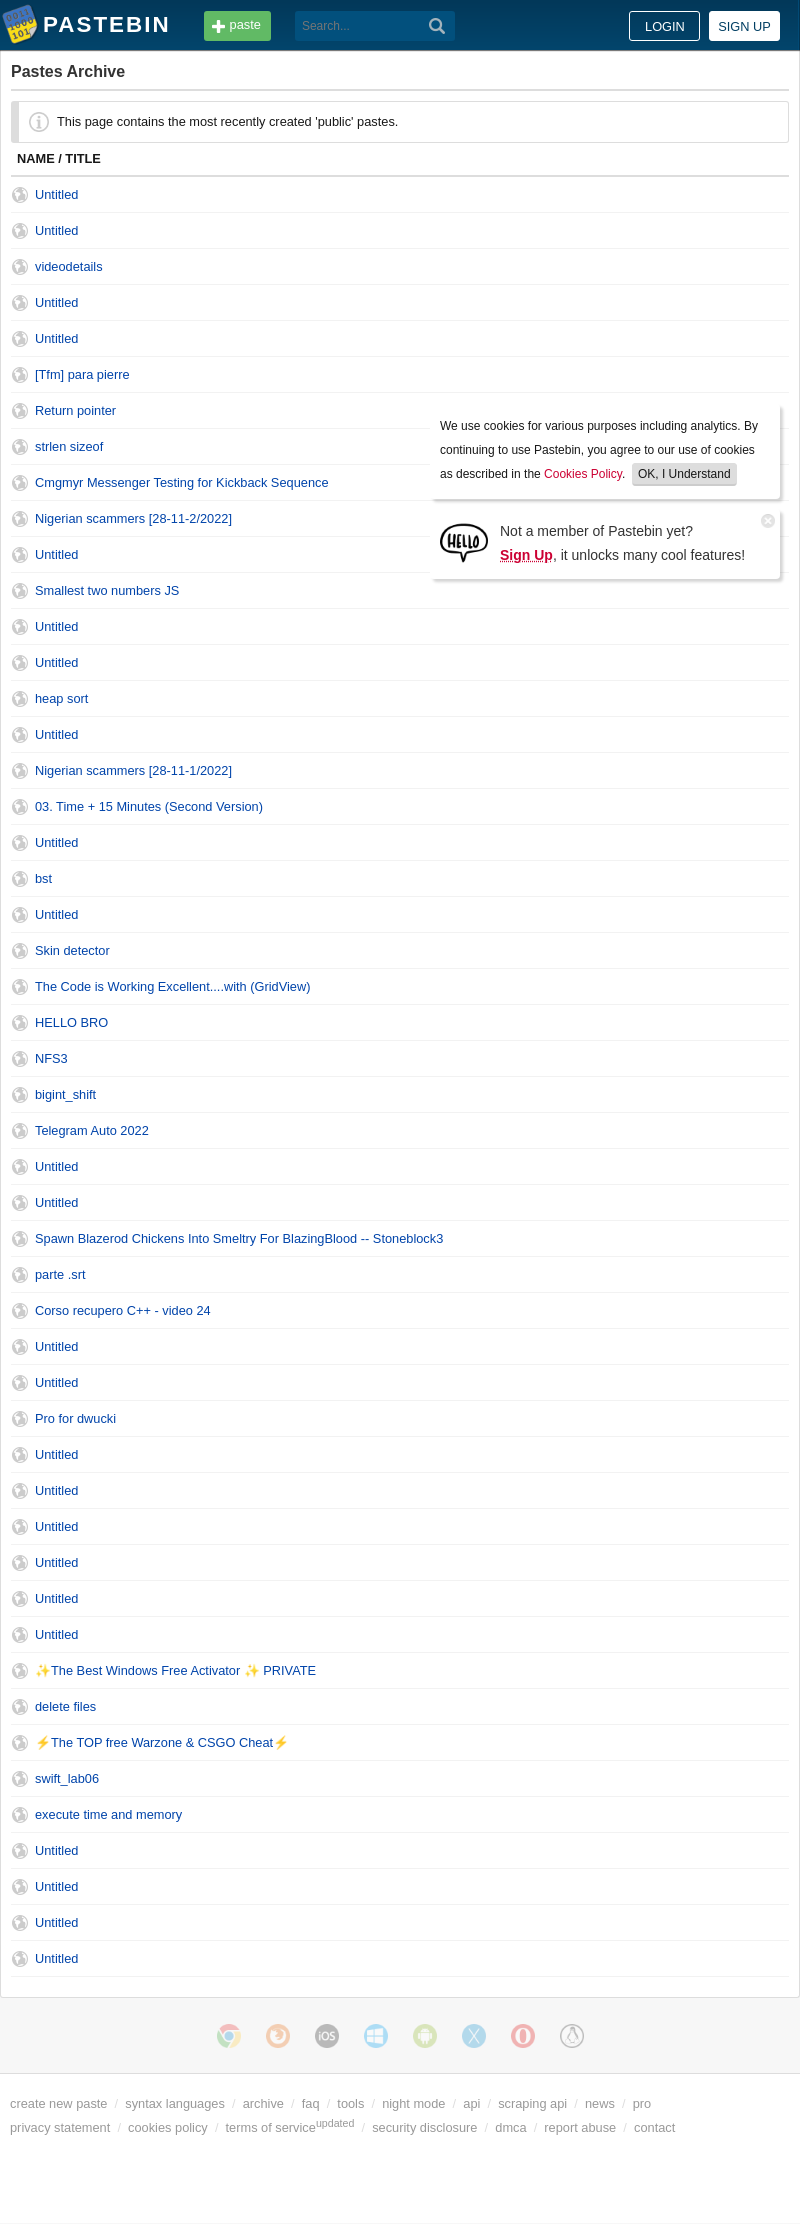 PASTEBIN paste Search... LOGIN SIGN UP
Pastes Archive
This page contains the most recently created 'public' pastes.
NAME / TITLE
Untitled
Untitled
videodetails
Untitled
Untitled
[Tfm] para pierre
Return pointer
strlen sizeof
Cmgmyr Messenger Testing for Kickback Sequence
Nigerian scammers [28-11-2/2022]
Untitled
We use cookies for various purposes including analytics. By
continuing to use Pastebin, you agree to our use of cookies
as described in the Cookies Policy. OK, I Understand
HELLO
Not a member of Pastebin yet?
Sign Up, it unlocks many cool features!
Smallest two numbers JS
Untitled
Untitled
heap sort
Untitled
Nigerian scammers [28-11-1/2022]
03. Time + 15 Minutes (Second Version)
Untitled
bst
Untitled
Skin detector
The Code is Working Excellent....with (GridView)
HELLO BRO
NFS3
bigint_shift
Telegram Auto 2022
Untitled
Untitled
Spawn Blazerod Chickens Into Smeltry For BlazingBlood -- Stoneblock3
parte .srt
Corso recupero C++ - video 24
Untitled
Untitled
Pro for dwucki
Untitled
Untitled
Untitled
Untitled
Untitled
Untitled
✨The Best Windows Free Activator ✨ PRIVATE
delete files
⚡The TOP free Warzone & CSGO Cheat⚡
swift_lab06
execute time and memory
Untitled
Untitled
Untitled
Untitled
iOS
create new paste / syntax languages / archive / faq / tools / night mode / api / scraping api / news / pro
privacy statement / cookies policy / terms of serviceupdated / security disclosure / dmca / report abuse / contact